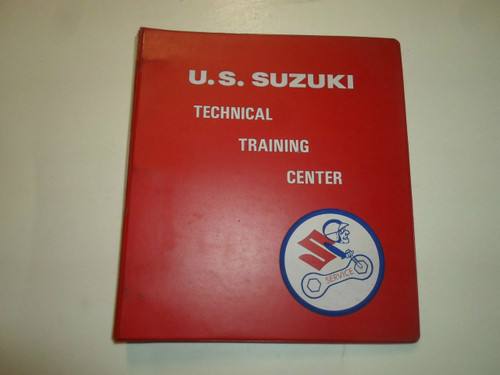 U.S. SUZUKI
TECHNICAL
TRAINING
CENTER
SERVICE